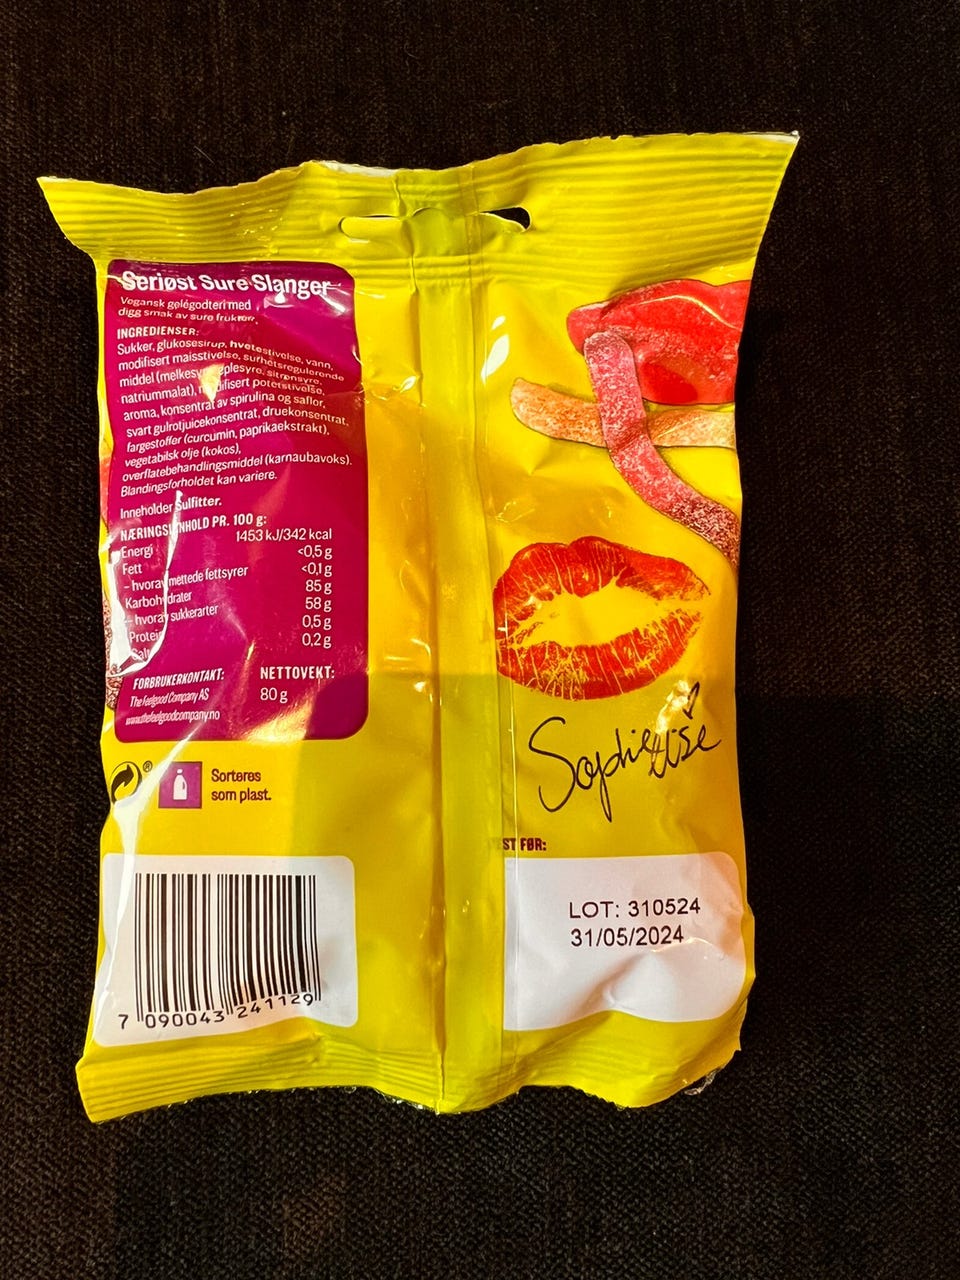 Seriøst Sure Slanger
Vegansk gelégodteri med
digg smak av sure frukter.
INGREDIENSER:
Sukker, glukosesirup, hvetestivelse, vann,
modifisert maisstivelse, surhetsregulerende
middel (melkesyre, eplesyre, sitronsyre,
natriummalat), modifisert potetstivelse,
aroma, konsentrat av spirulina og saflor,
svart gulrotjuicekonsentrat, druekonsentrat,
fargestoffer (curcumin, paprikaekstrakt),
vegetabilsk olje (kokos),
overflatebehandlingsmiddel (karnaubavoks).
Blandingsforholdet kan variere.
Inneholder Sulfitter.
NÆRINGSINNHOLD PR. 100 g:
Energi 1453 kJ/342 kcal
Fett <0,5 g
– hvorav mettede fettsyrer <0,1 g
Karbohydrater 85 g
– hvorav sukkerarter 58 g
Protein 0,5 g
Salt 0,2 g
FORBRUKERKONTAKT:
The Feelgood Company AS
www.thefeelgoodcompany.no
NETTOVEKT:
80 g
®
Sorteres
som plast.
7 090043 241129
Sophie Elise
ST FØR:
LOT: 310524
31/05/2024